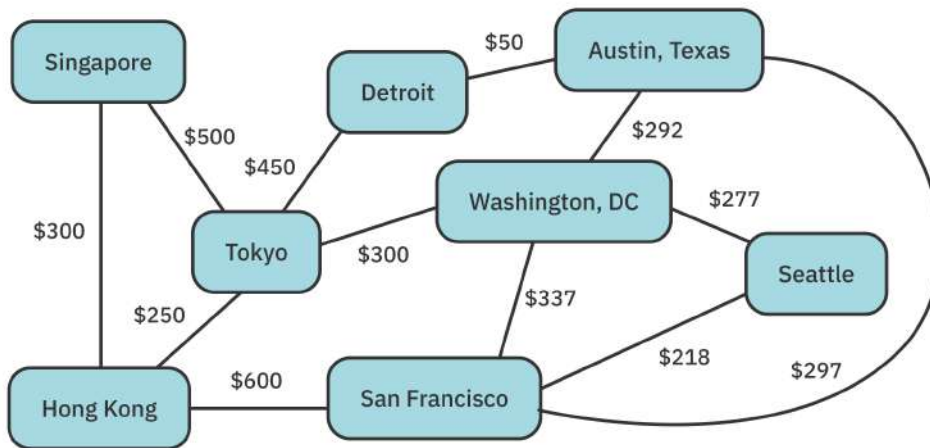 Singapore
$50
Austin, Texas
Detroit
$500
$450
$292
Washington, DC
$277
$300
Tokyo
$300
Seattle
$250
$337
$218
$600
$297
Hong Kong
San Francisco